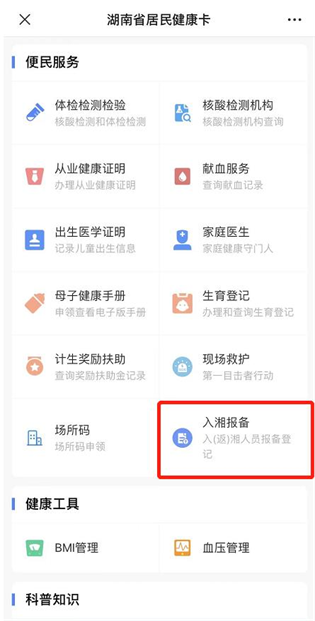 湖南省居民健康卡
便民服务
体检检测检验
核酸检测和体检检测
核酸检测机构
核酸检测机构查询
从业健康证明
办理从业健康证明
献血服务
查询献血记录
出生医学证明
记录儿童出生信息
家庭医生
家庭健康守门人
母子健康手册
申领查看电子版手册
生育登记
办理和查询生育登记
计生奖励扶助
查询奖励扶助金记录
现场救护
第一目击者行动
场所码
场所码申领
入湘报备
入(返)湘人员报备登
记
健康工具
BMI管理
血压管理
科普知识